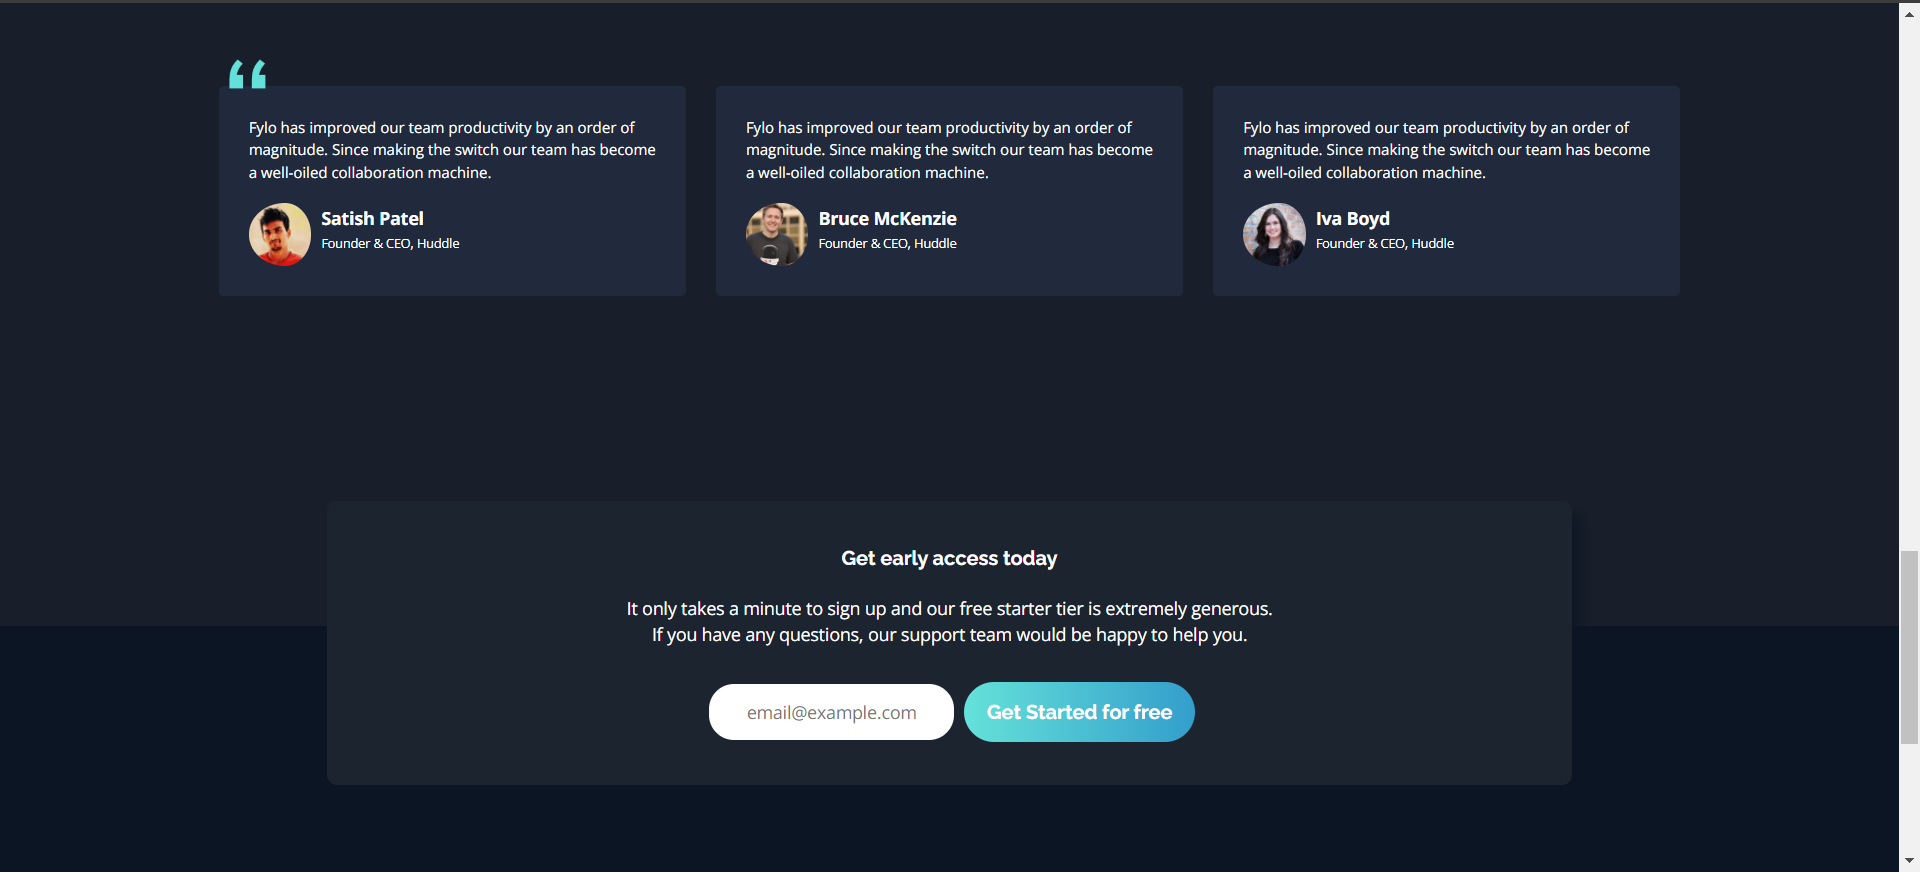 “
Fylo has improved our team productivity by an order of
magnitude. Since making the switch our team has become
a well-oiled collaboration machine.
Satish Patel
Founder & CEO, Huddle
Fylo has improved our team productivity by an order of
magnitude. Since making the switch our team has become
a well-oiled collaboration machine.
Bruce McKenzie
Founder & CEO, Huddle
Fylo has improved our team productivity by an order of
magnitude. Since making the switch our team has become
a well-oiled collaboration machine.
Iva Boyd
Founder & CEO, Huddle
Get early access today
It only takes a minute to sign up and our free starter tier is extremely generous.
If you have any questions, our support team would be happy to help you.
email@example.com
Get Started for free